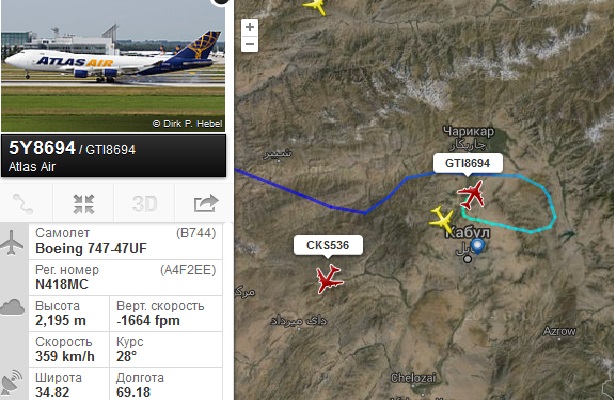 ATLAS AIR
© Dirk P. Hebel
5Y8694 / GTI8694
Atlas Air
3D
Самолет (B744)
Boeing 747-47UF
Рег. номер (A4F2EE)
N418MC
Высота Верт. скорость
2,195 m -1664 fpm
Скорость Курс
359 km/h 28°
Широта Долгота
34.82 69.18
+
−
Чарикар
چاریکار
GTI8694
Кабул
CKS536
دای میرداد
Azrow
Chelozai